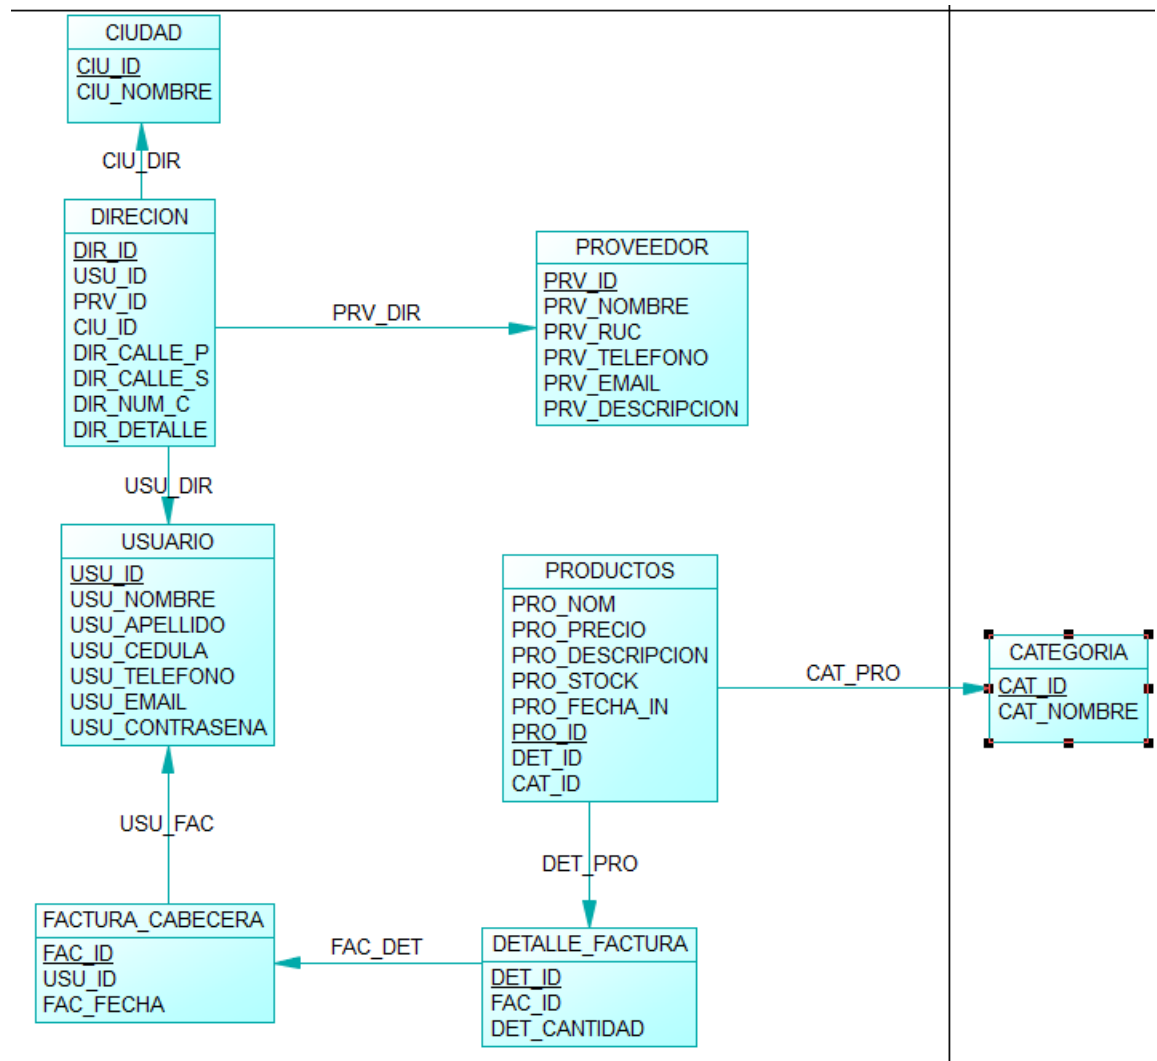 CIUDAD
CIU_ID
CIU_NOMBRE
CIU_DIR
DIRECION
DIR_ID
USU_ID
PRV_ID
CIU_ID
DIR_CALLE_P
DIR_CALLE_S
DIR_NUM_C
DIR_DETALLE
PRV_DIR
PROVEEDOR
PRV_ID
PRV_NOMBRE
PRV_RUC
PRV_TELEFONO
PRV_EMAIL
PRV_DESCRIPCION
USU_DIR
USUARIO
USU_ID
USU_NOMBRE
USU_APELLIDO
USU_CEDULA
USU_TELEFONO
USU_EMAIL
USU_CONTRASENA
PRODUCTOS
PRO_NOM
PRO_PRECIO
PRO_DESCRIPCION
PRO_STOCK
PRO_FECHA_IN
PRO_ID
DET_ID
CAT_ID
CAT_PRO
CATEGORIA
CAT_ID
CAT_NOMBRE
USU_FAC
DET_PRO
FACTURA_CABECERA
FAC_ID
USU_ID
FAC_FECHA
FAC_DET
DETALLE_FACTURA
DET_ID
FAC_ID
DET_CANTIDAD